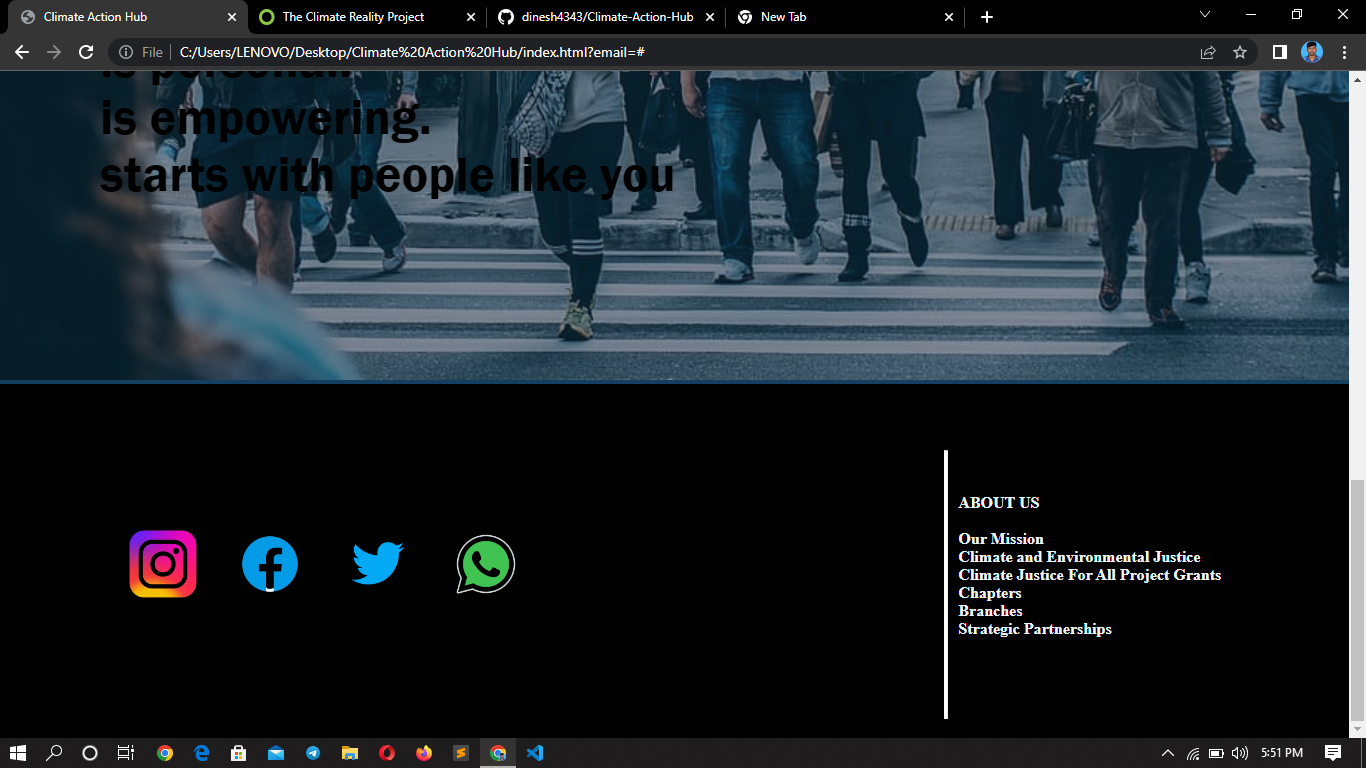 Climate Action Hub
The Climate Reality Project
dinesh4343/Climate-Action-Hub
New Tab
File
C:/Users/LENOVO/Desktop/Climate%20Action%20Hub/index.html?email=#
is personal.
is empowering.
starts with people like you
ABOUT US
Our Mission
Climate and Environmental Justice
Climate Justice For All Project Grants
Chapters
Branches
Strategic Partnerships
5:51 PM